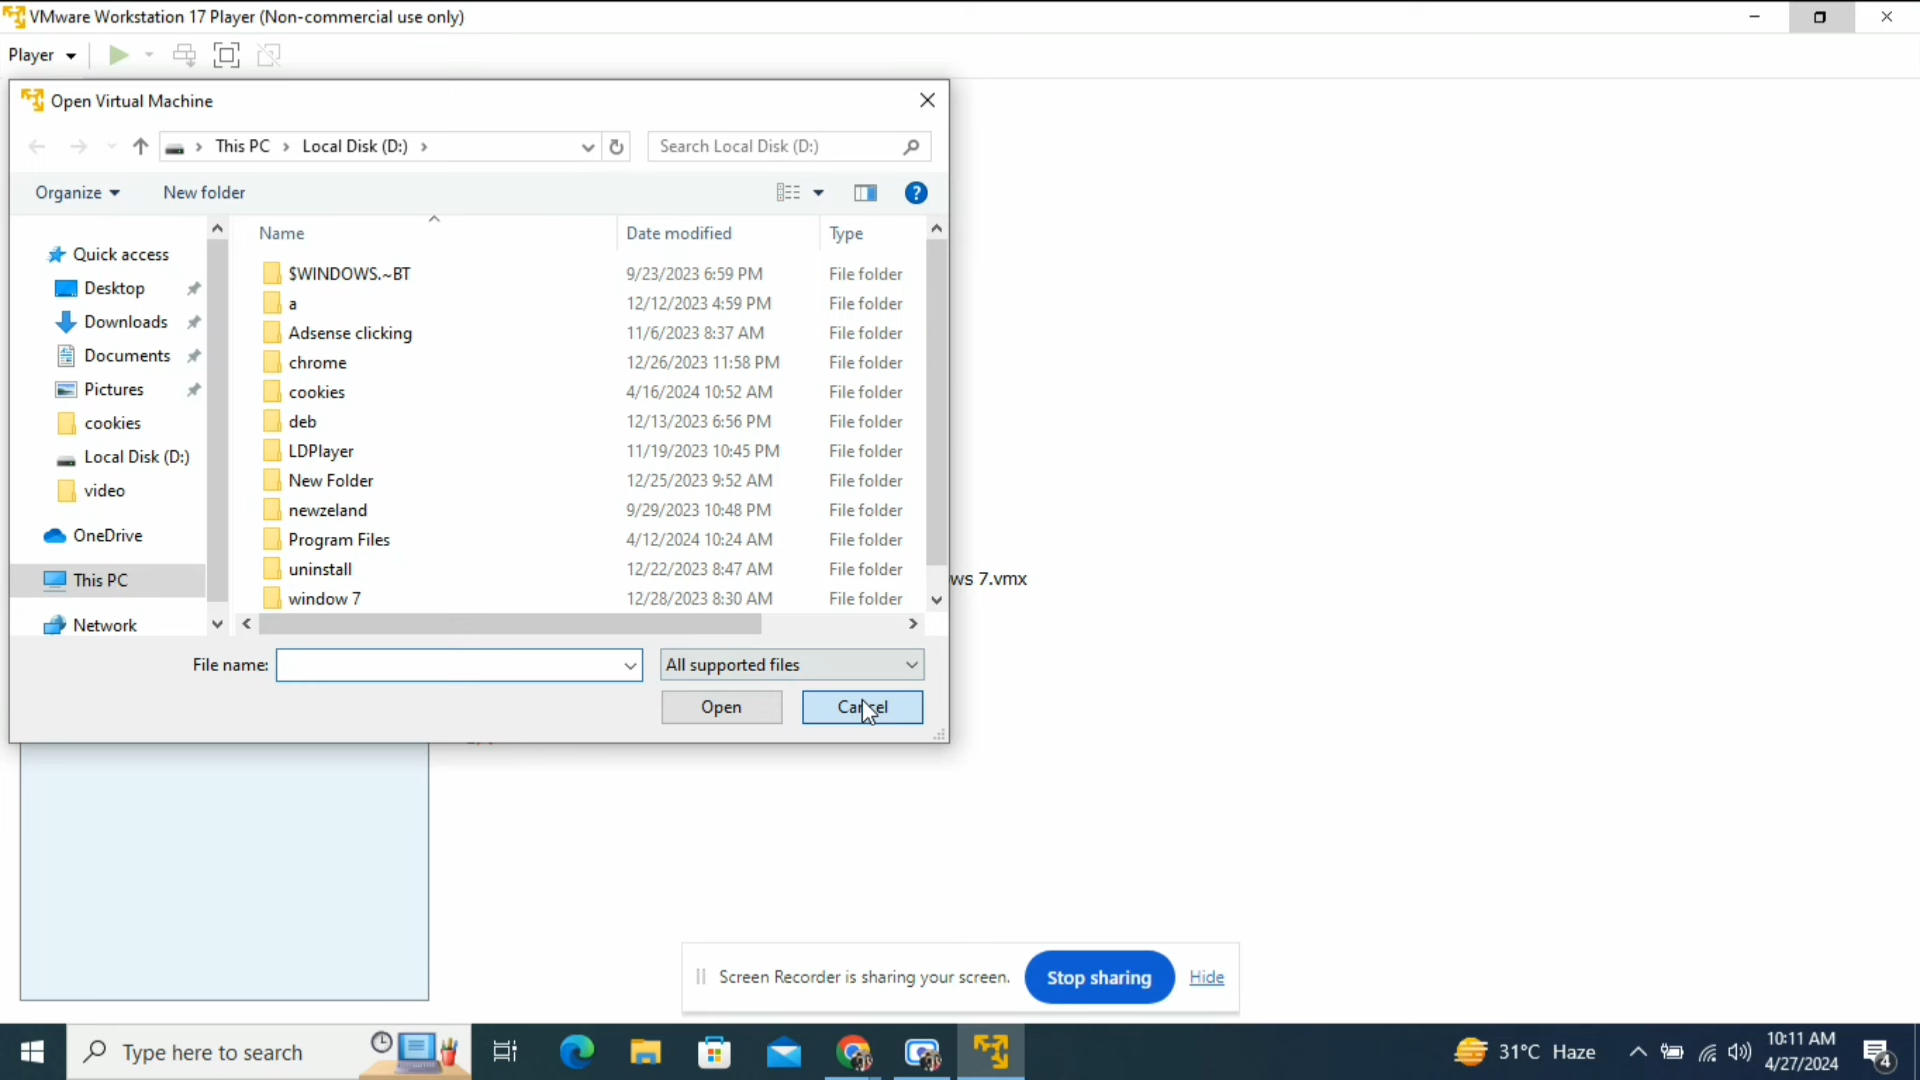 VMware Workstation 17 Player (Non-commercial use only)
Player
Open Virtual Machine
This PC > Local Disk (D:) >
Search Local Disk (D:)
Organize
New folder
Name Date modified Type
Quick access
Desktop
Downloads
Documents
Pictures
cookies
Local Disk (D:)
video
OneDrive
This PC
Network
$WINDOWS.~BT 9/23/2023 6:59 PM File folder
a 12/12/2023 4:59 PM File folder
Adsense clicking 11/6/2023 8:37 AM File folder
chrome 12/26/2023 11:58 PM File folder
cookies 4/16/2024 10:52 AM File folder
deb 12/13/2023 6:56 PM File folder
LDPlayer 11/19/2023 10:45 PM File folder
New Folder 12/25/2023 9:52 AM File folder
newzeland 9/29/2023 10:48 PM File folder
Program Files 4/12/2024 10:24 AM File folder
uninstall 12/22/2023 8:47 AM File folder
window 7 12/28/2023 8:30 AM File folder
ws 7.vmx
File name:
All supported files
Open
Cancel
Screen Recorder is sharing your screen.
Stop sharing
Hide
Type here to search
31°C Haze
10:11 AM
4/27/2024
4